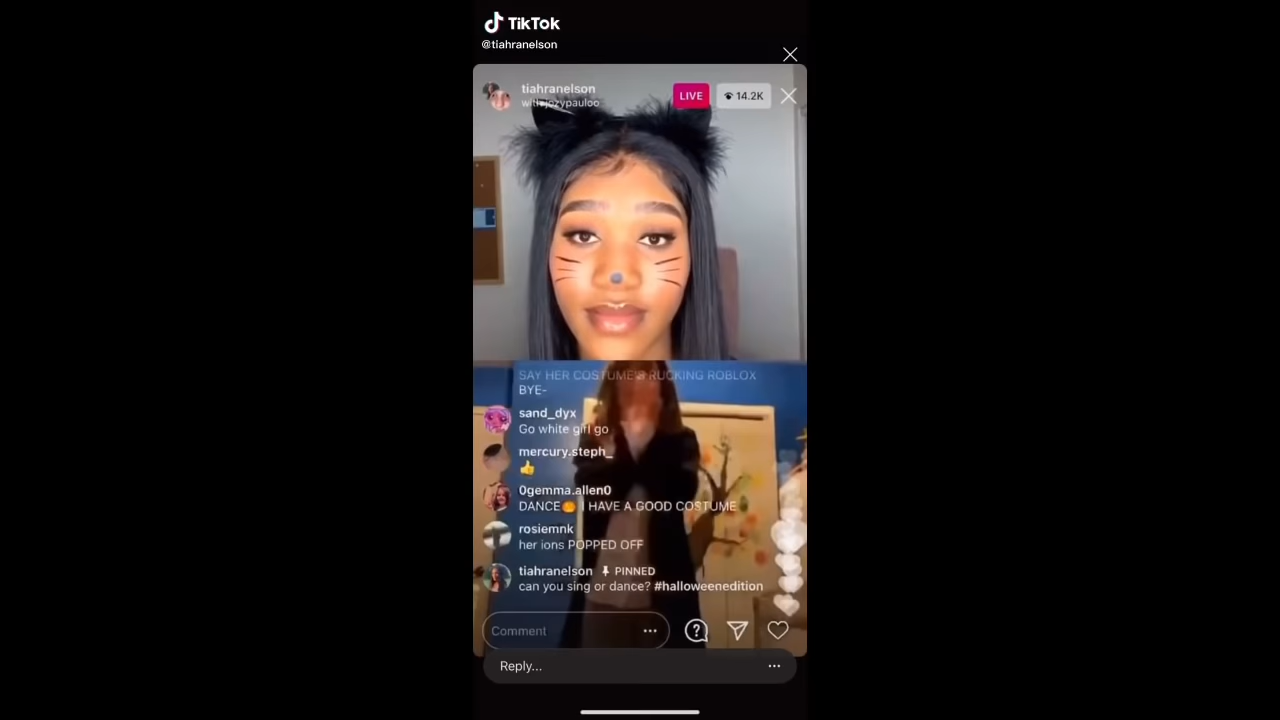 TikTok
@tiahranelson
tiahranelson
LIVE
14.2K
with jozypauloo
SAY HER COSTUME'S RUCKING ROBLOX
BYE-
sand_dyx
Go white girl go
mercury.steph_
0gemma.allen0
DANCE🎃 I HAVE A GOOD COSTUME
rosiemnk
her ions POPPED OFF
tiahranelson PINNED
can you sing or dance? #halloweenedition
Comment
Reply...